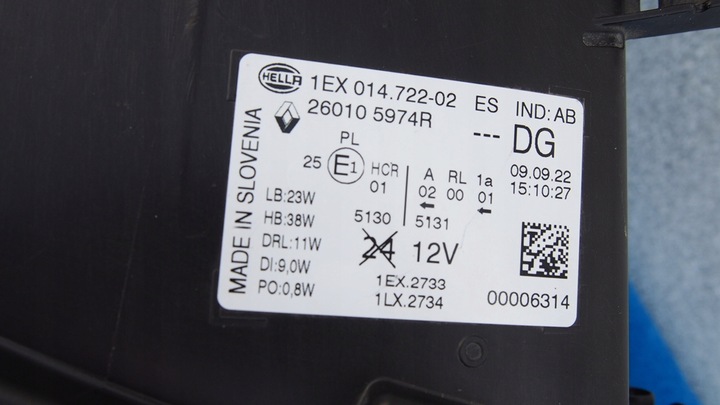 HELLA 1EX 014.722-02 ES IND: AB
26010 5974R --- DG
MADE IN SLOVENIA
PL
25 E1 HCR 01 A 02 ← RL 00 1a 01 ←
09.09.22
15:10:27
LB:23W
HB:38W
DRL:11W
DI:9,0W
PO:0,8W
5130 5131
24 12V
1EX.2733
1LX.2734
00006314